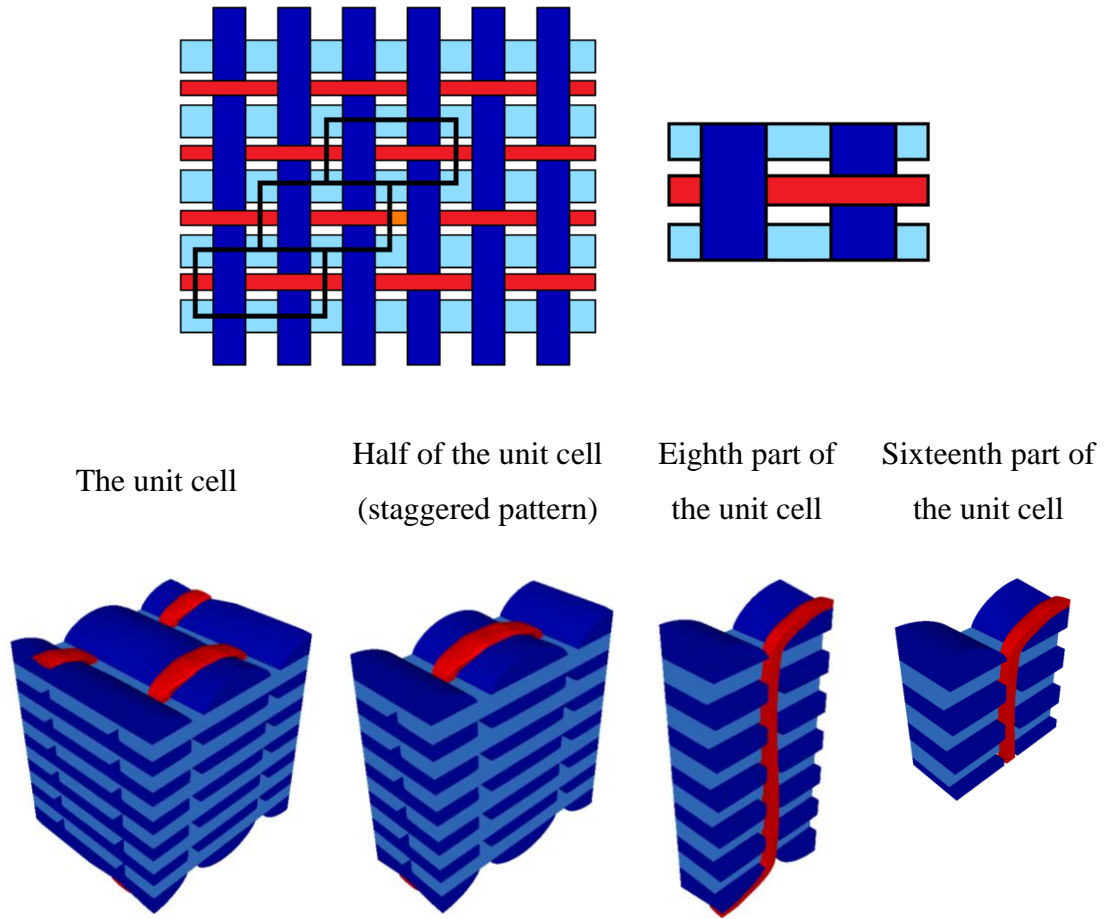 The unit cell
Half of the unit cell
(staggered pattern)
Eighth part of
the unit cell
Sixteenth part of
the unit cell